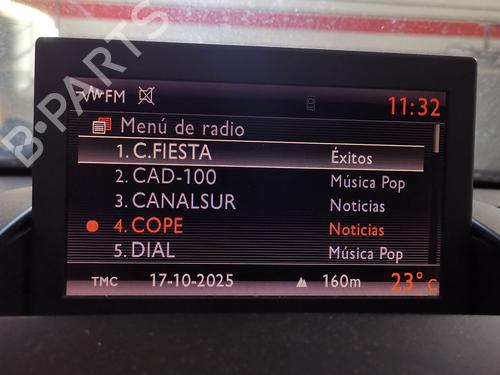 FM 11:32
Menú de radio
1. C.FIESTA Éxitos
2. CAD-100 Música Pop
3. CANALSUR Noticias
4. COPE Noticias
5. DIAL Música Pop
TMC 17-10-2025 160m 23°C
B-PARTS